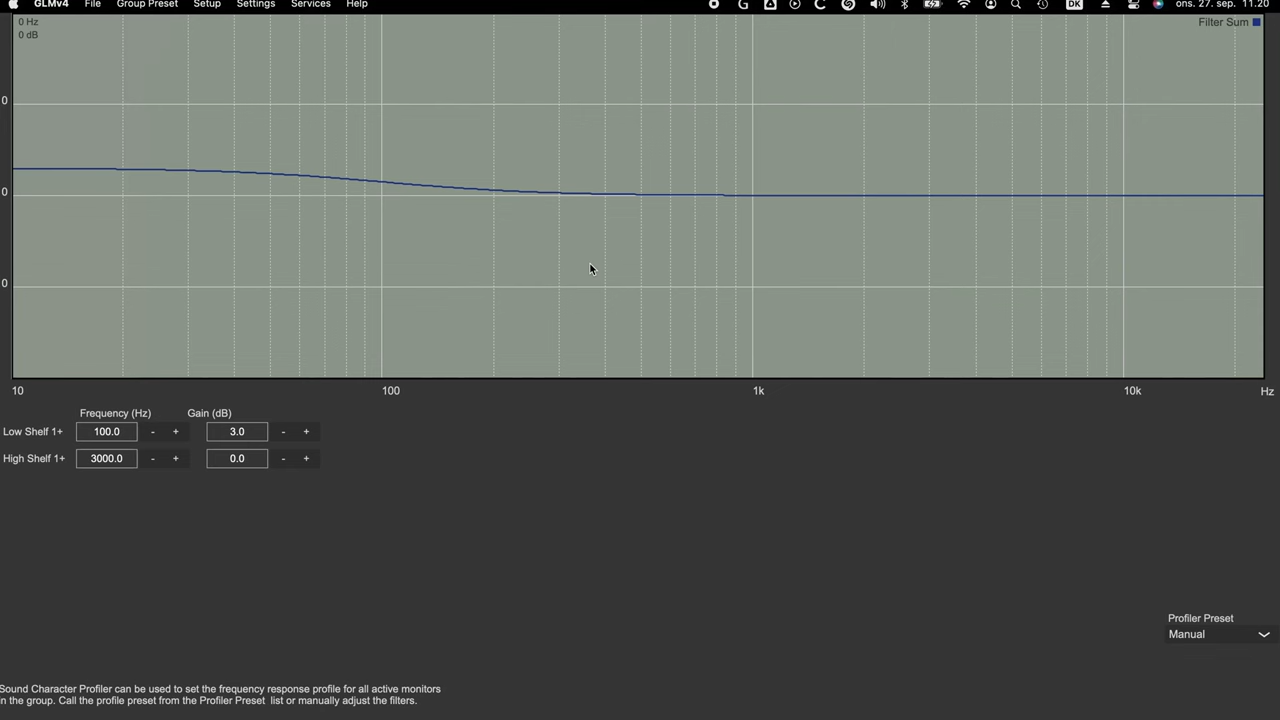 GLMv4 File Group Preset Setup Settings Services Help DK ons. 27. sep. 11.20
0 Hz
0 dB
Filter Sum
0
0
0
10 100 1k 10k Hz
Frequency (Hz) Gain (dB)
Low Shelf 1+ 100.0 - + 3.0 - +
High Shelf 1+ 3000.0 - + 0.0 - +
Profiler Preset
Manual
Sound Character Profiler can be used to set the frequency response profile for all active monitors
n the group. Call the profile preset from the Profiler Preset list or manually adjust the filters.